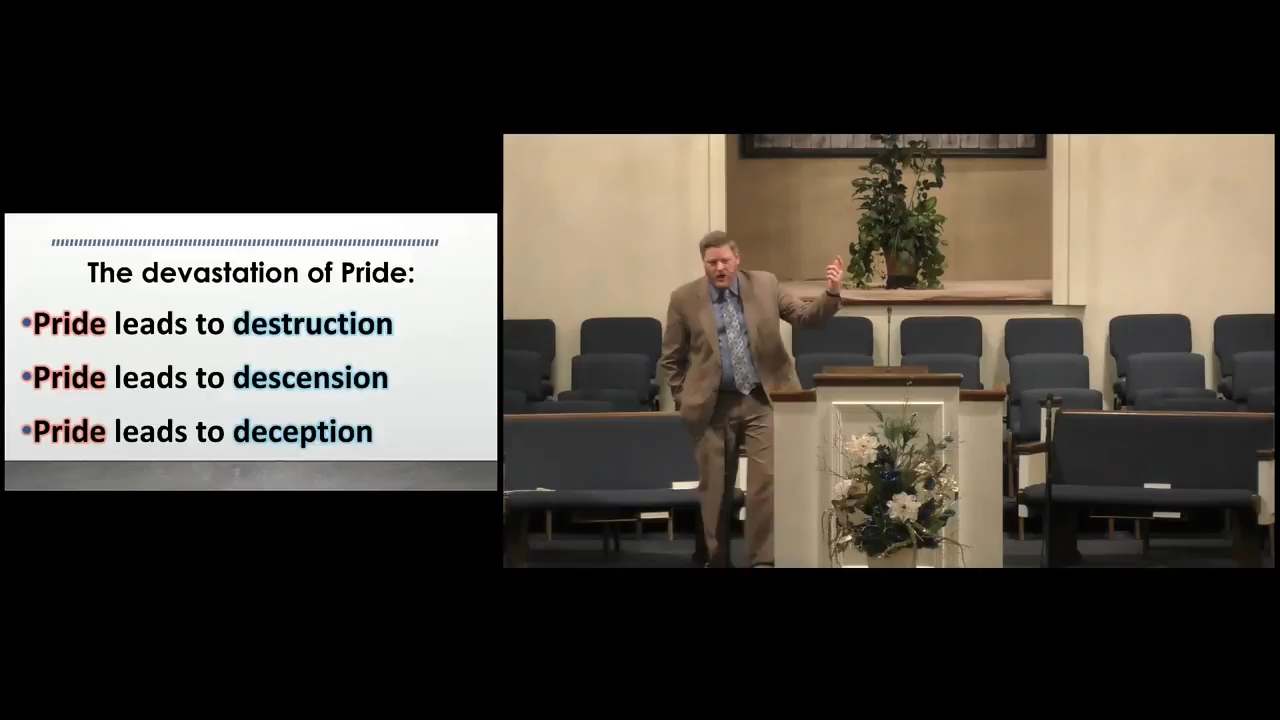 The devastation of Pride:
•Pride leads to destruction
•Pride leads to descension
•Pride leads to deception